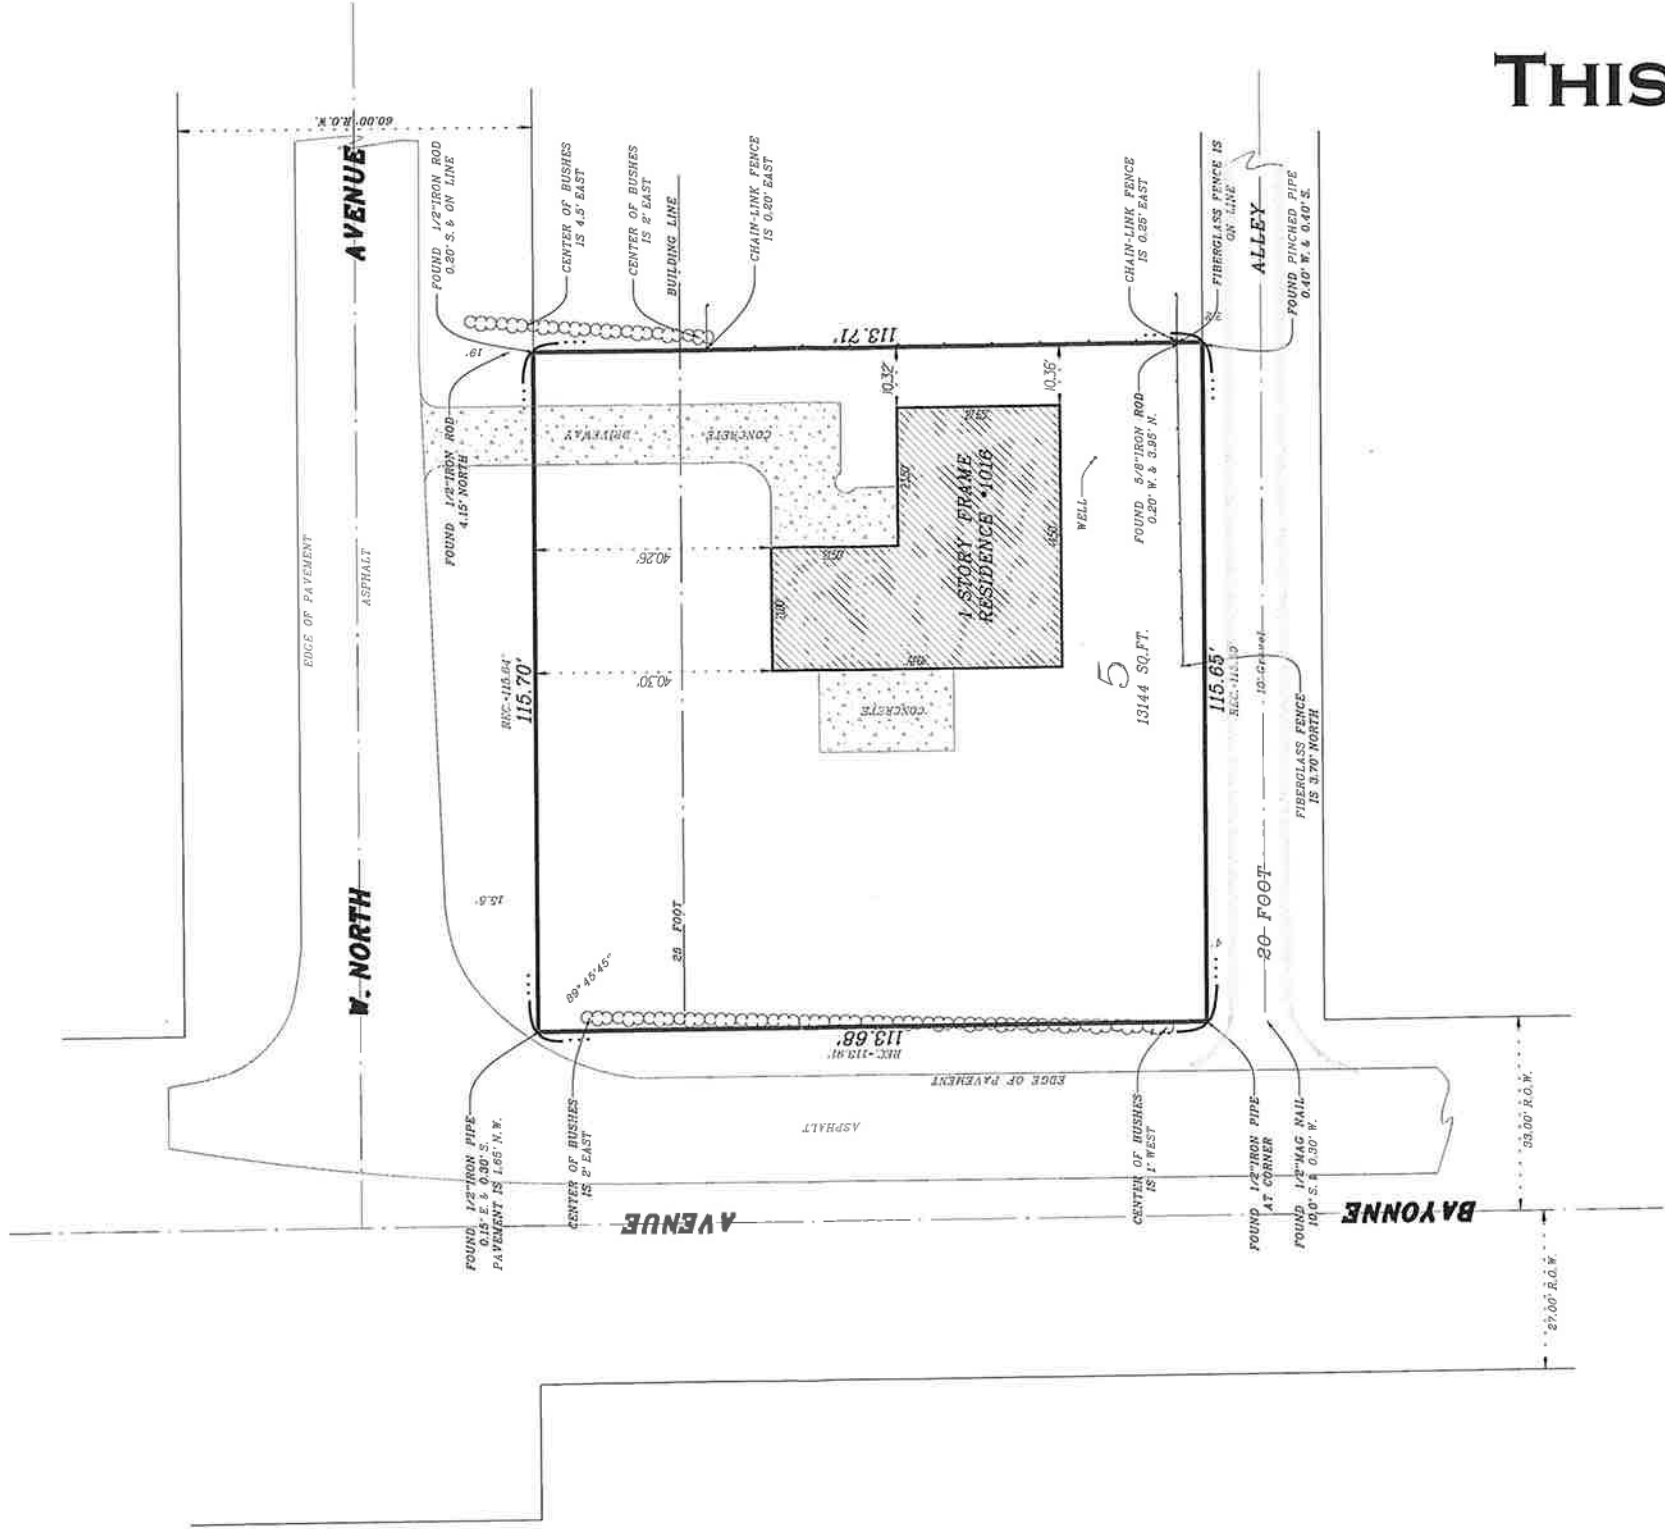 THIS
60.00' R.O.W.
AVENUE
FOUND 1/2"IRON ROD
0.20' S. & ON LINE
CENTER OF BUSHES
IS 4.5' EAST
CENTER OF BUSHES
IS 2' EAST
BUILDING LINE
CHAIN-LINK FENCE
IS 0.20' EAST
CHAIN-LINK FENCE
IS 0.25' EAST
FIBERGLASS FENCE IS
ON LINE
ALLEY
FOUND PINCHED PIPE
0.40' W. & 0.40' S.
19'
113.71'
10.32'
10.36'
FOUND 1/2"IRON ROD
4.15' NORTH
CONCRETE
DRIVEWAY
EDGE OF PAVEMENT
ASPHALT
40.26'
1 STORY FRAME
RESIDENCE #1016
WELL
FOUND 5/8"IRON ROD
0.20' W. & 3.95' N.
REC.=115.64'
115.70'
40.30'
CONCRETE
5
13144 SQ.FT.
115.65'
10' Gravel
FIBERGLASS FENCE
IS 3.70' NORTH
W. NORTH
15.5'
89°45'45"
25 FOOT
20 FOOT
4'
113.68'
REC.=113.91'
EDGE OF PAVEMENT
ASPHALT
FOUND 1/2"IRON PIPE
0.15' E. & 0.30' S.
PAVEMENT IS 1.65' N.W.
CENTER OF BUSHES
IS 2' EAST
CENTER OF BUSHES
IS 1' WEST
FOUND 1/2"IRON PIPE
AT CORNER
FOUND 1/2"MAG NAIL
10.0' S. & 0.30' W.
33.00' R.O.W.
AVENUE
BAYONNE
27.00' R.O.W.